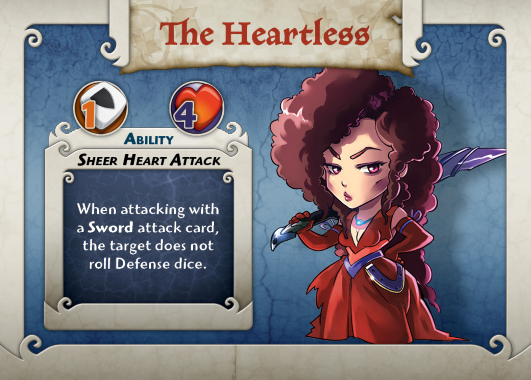 The Heartless
1 4
ABILITY
SHEER HEART ATTACK
When attacking with
a Sword attack card,
the target does not
roll Defense dice.